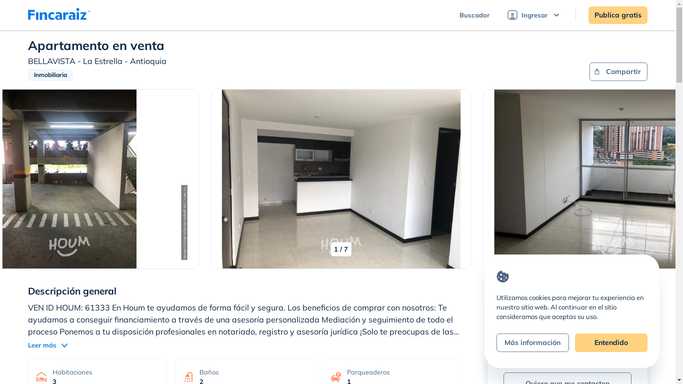 Fincaraiz
Buscador
Ingresar
Publica gratis
Apartamento en venta
BELLAVISTA - La Estrella - Antioquia
Inmobiliaria
Compartir
HOUM
HOUM
1 / 7
Descripción general
VEN ID HOUM: 61333 En Houm te ayudamos de forma fácil y segura. Los beneficios de comprar con nosotros: Te
ayudamos a conseguir financiamiento a través de una asesoría personalizada Mediación y seguimiento de todo el
proceso Ponemos a tu disposición profesionales en notariado, registro y asesoría jurídica ¡Solo te preocupas de las...
Leer más
Habitaciones
3
Baños
2
Parqueaderos
1
Utilizamos cookies para mejorar tu experiencia en
nuestro sitio web. Al continuar en el sitio
consideramos que aceptas su uso.
Más información
Entendido
Quiero que me contacten